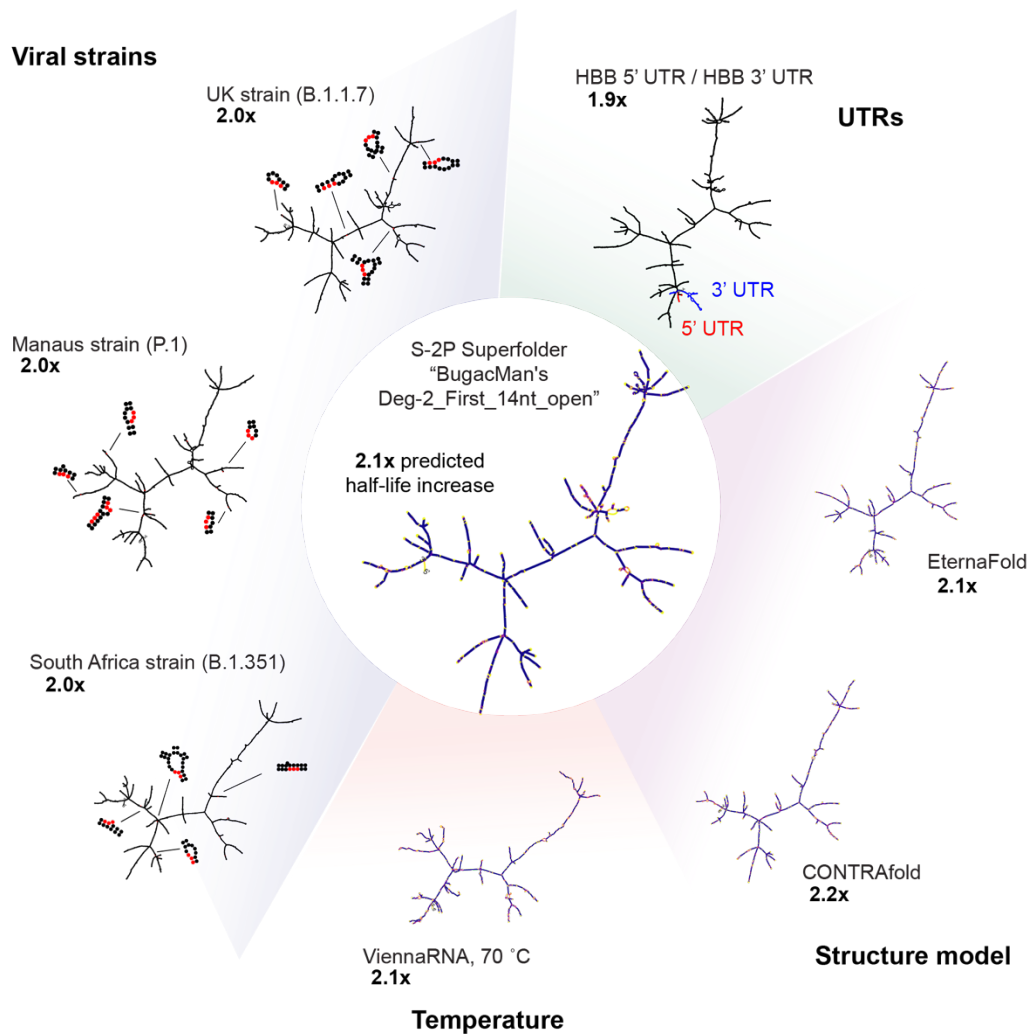 Viral strains
UK strain (B.1.1.7)
2.0x
HBB 5’ UTR / HBB 3’ UTR
1.9x
UTRs
3’ UTR
5’ UTR
Manaus strain (P.1)
2.0x
S-2P Superfolder
“BugacMan's
Deg-2_First_14nt_open”
2.1x predicted
half-life increase
EternaFold
2.1x
South Africa strain (B.1.351)
2.0x
CONTRAfold
2.2x
Structure model
ViennaRNA, 70 °C
2.1x
Temperature